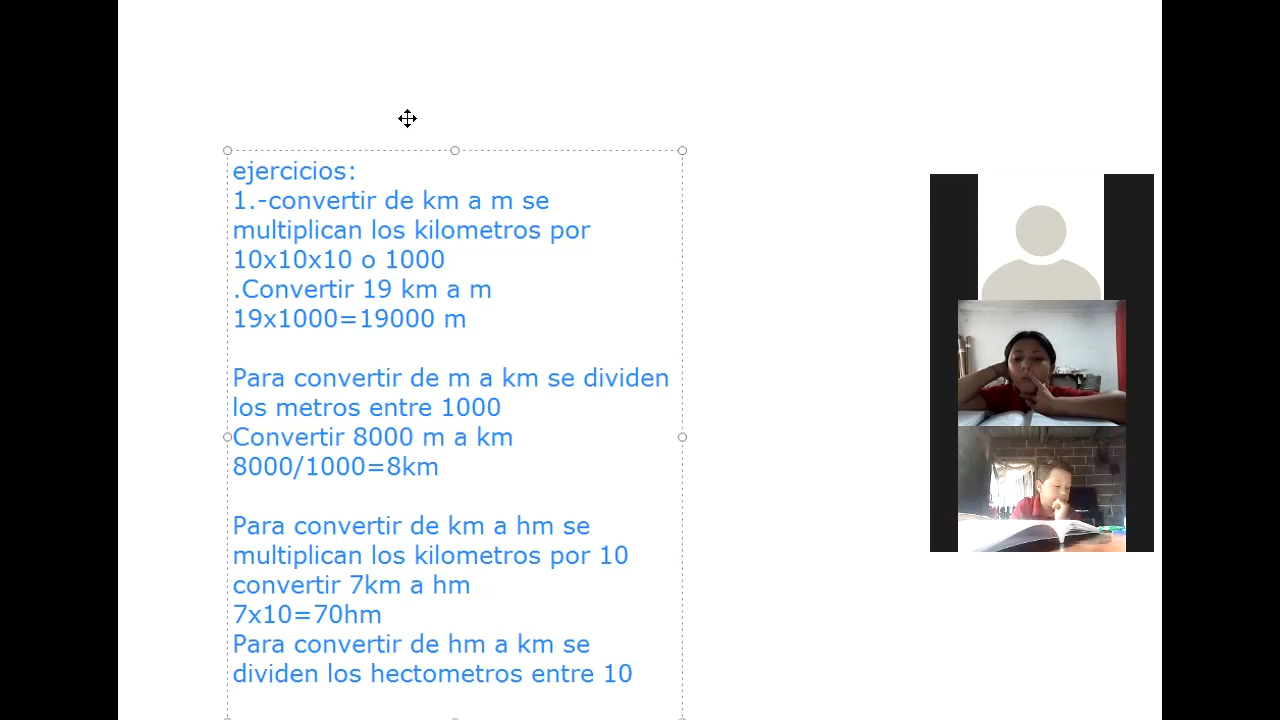 ejercicios:
1.-convertir de km a m se
multiplican los kilometros por
10x10x10 o 1000
.Convertir 19 km a m
19x1000=19000 m
Para convertir de m a km se dividen
los metros entre 1000
Convertir 8000 m a km
8000/1000=8km
Para convertir de km a hm se
multiplican los kilometros por 10
convertir 7km a hm
7x10=70hm
Para convertir de hm a km se
dividen los hectometros entre 10